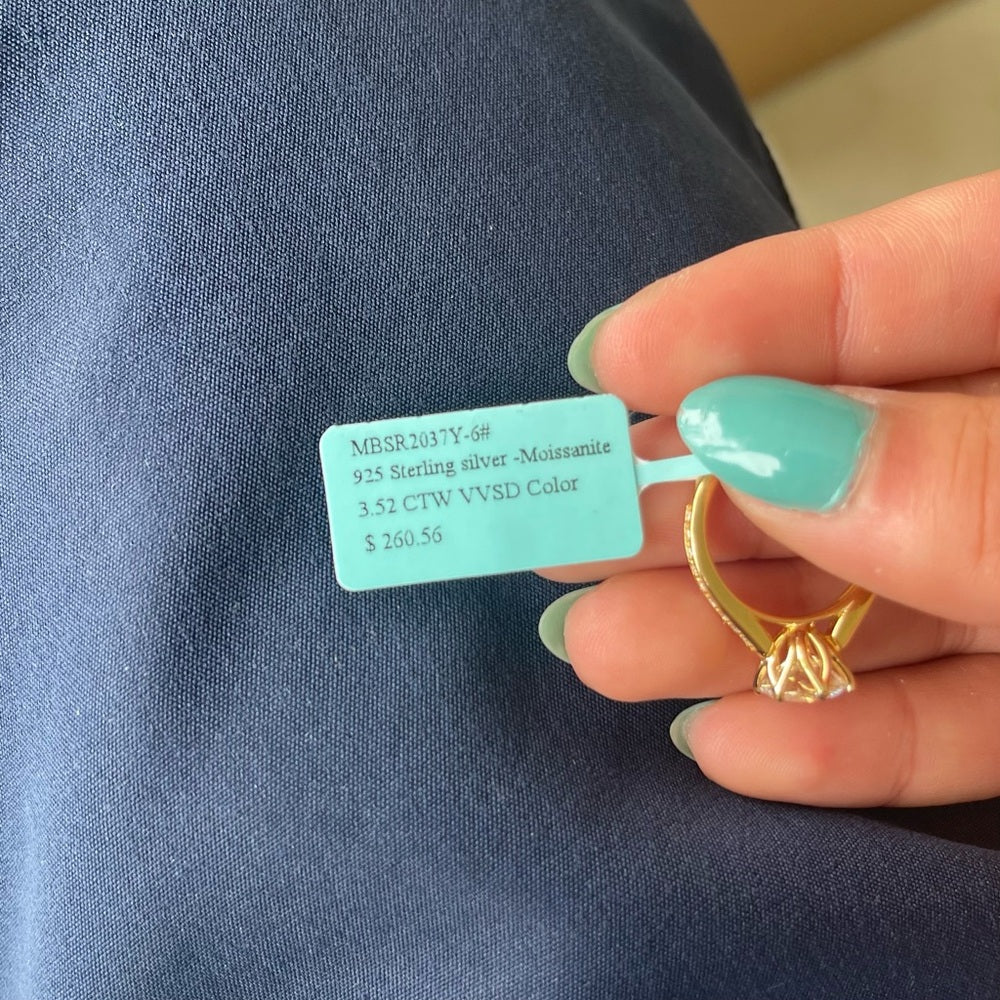 MBSR2037Y-6#
925 Sterling silver -Moissanite
3.52 CTW VVSD Color
$ 260.56